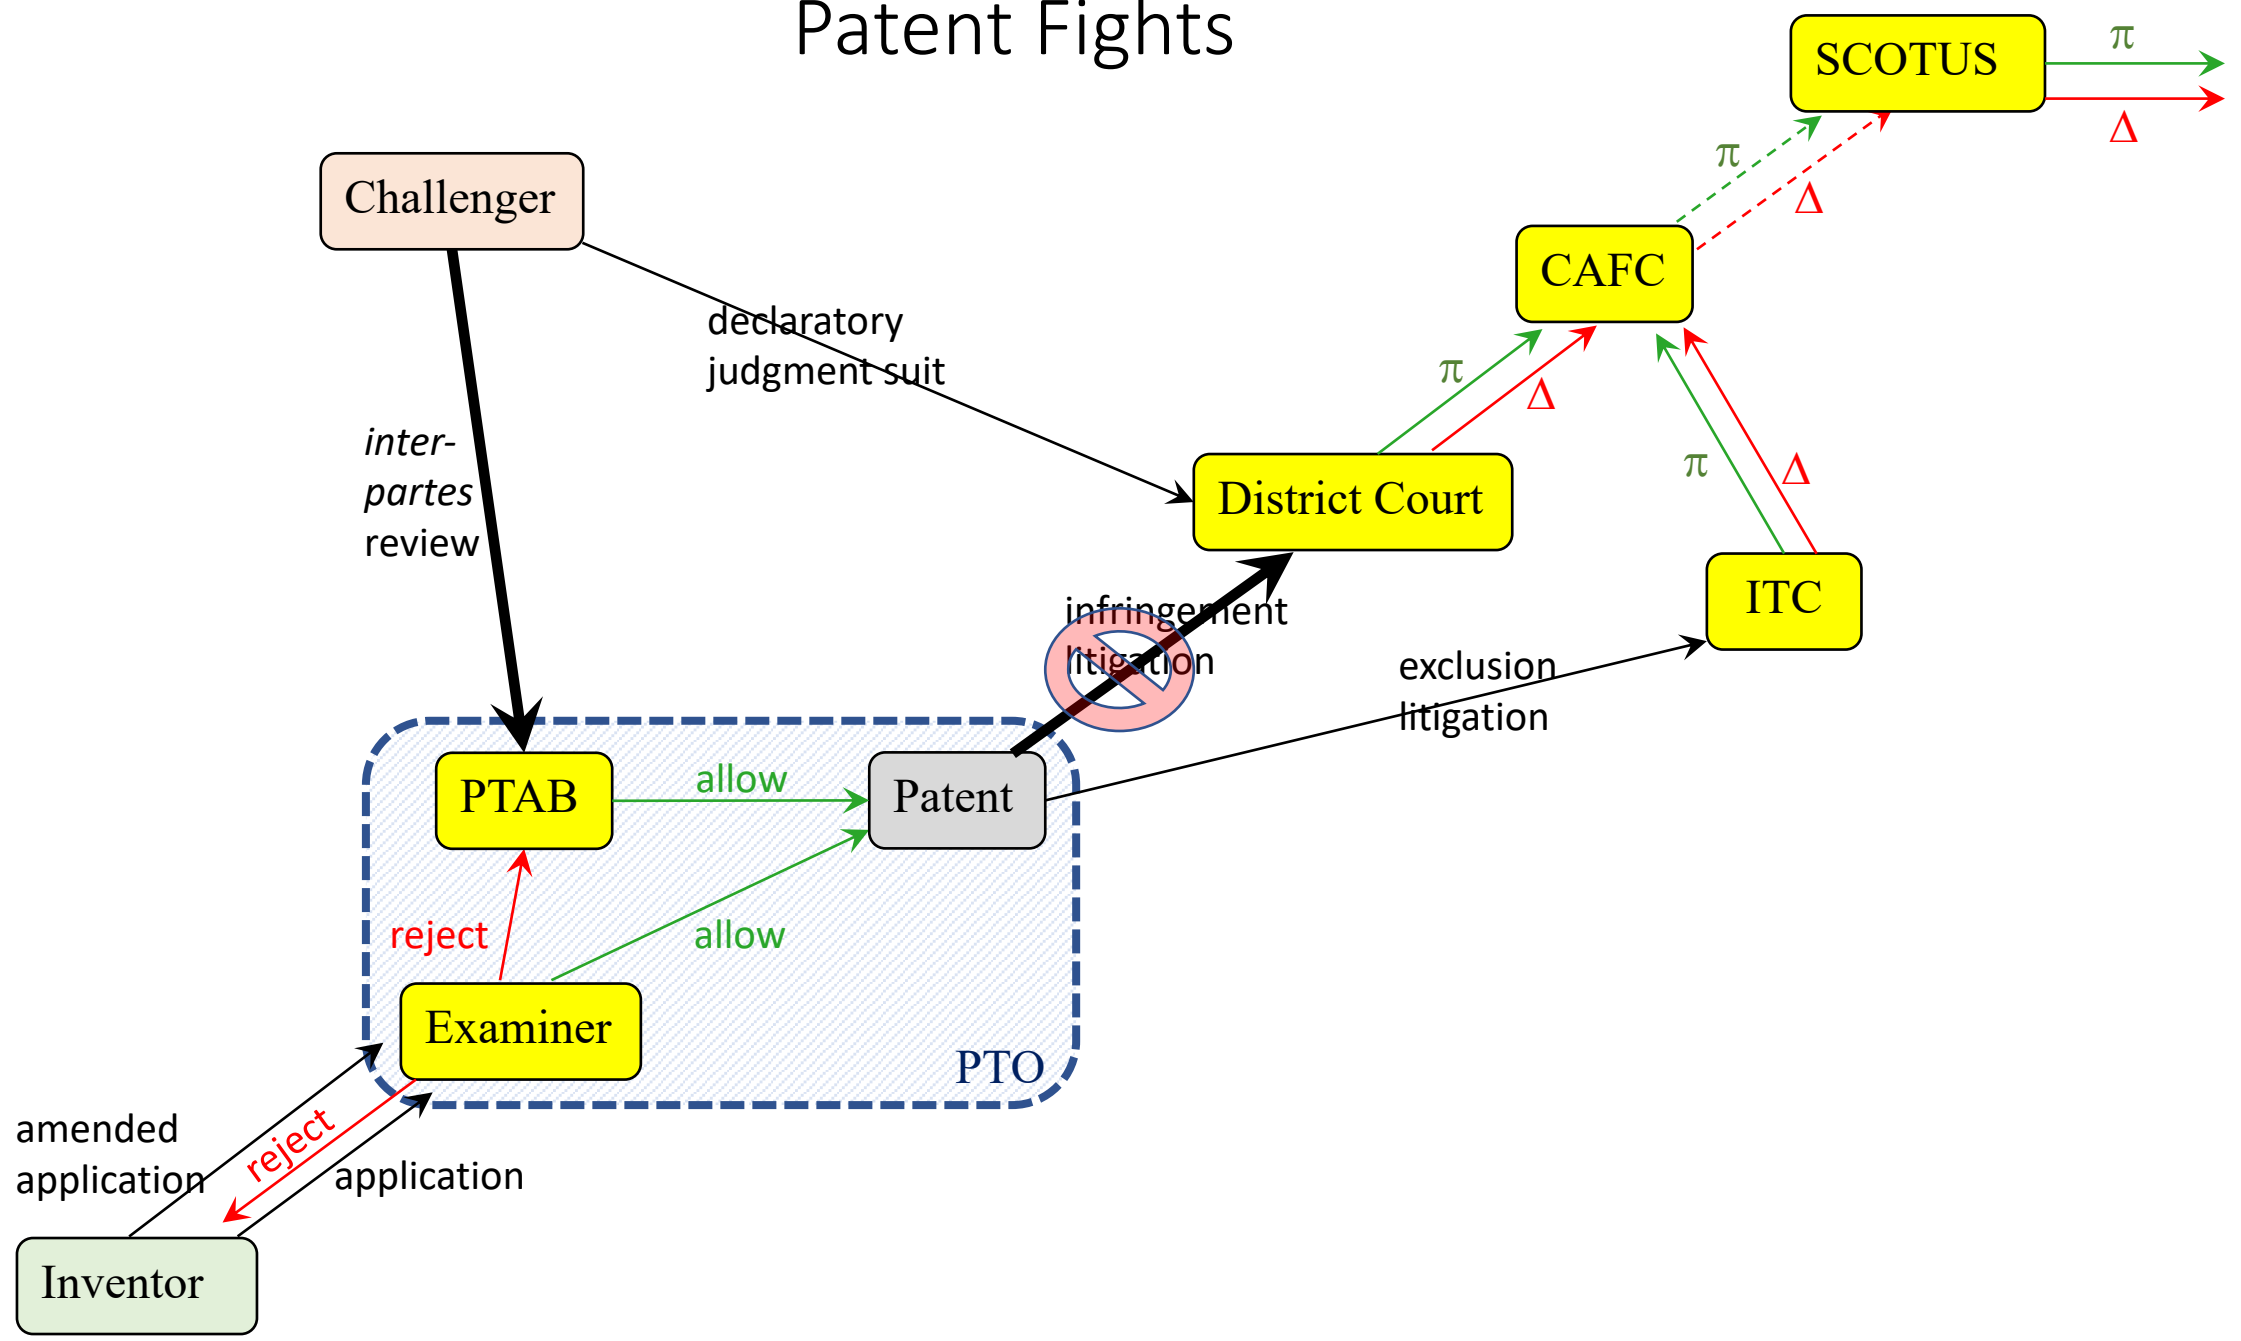 Patent Fights
SCOTUS
π
Δ
π
Δ
Challenger
CAFC
declaratory
judgment suit
π
Δ
inter-
partes
review
District Court
π
Δ
ITC
infringement
litigation
exclusion
litigation
PTAB
allow
Patent
reject
allow
Examiner
PTO
amended
application
reject
application
Inventor